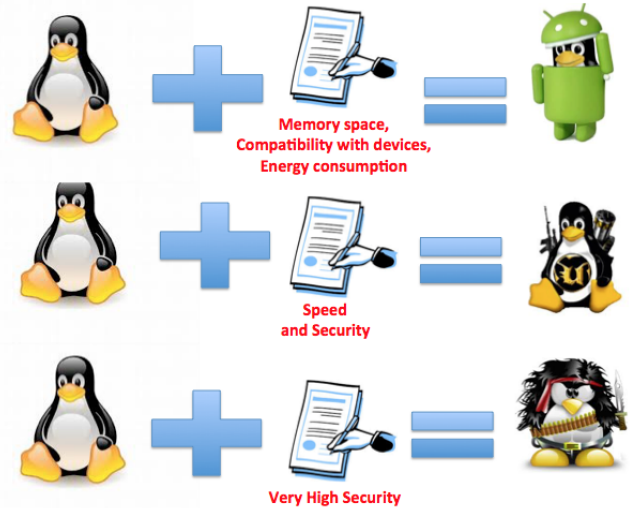 Memory space,
Compatibility with devices,
Energy consumption
Speed
and Security
Very High Security